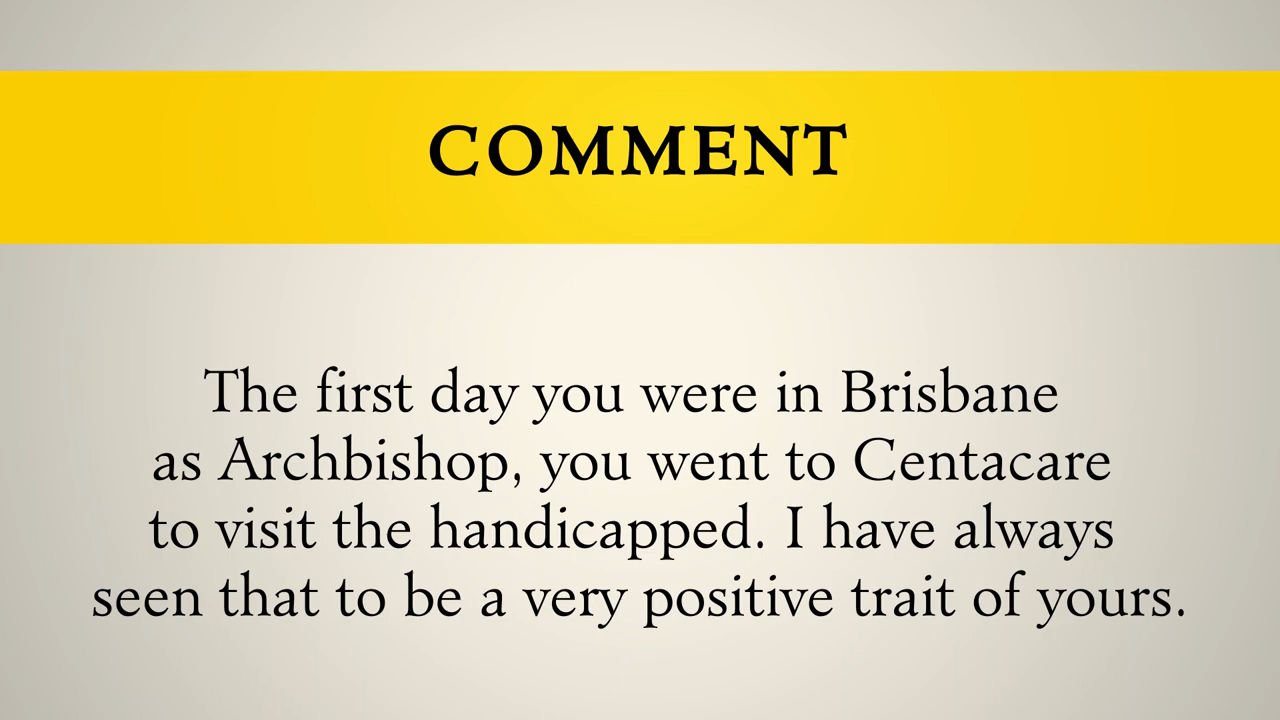 COMMENT
The first day you were in Brisbane
as Archbishop, you went to Centacare
to visit the handicapped. I have always
seen that to be a very positive trait of yours.